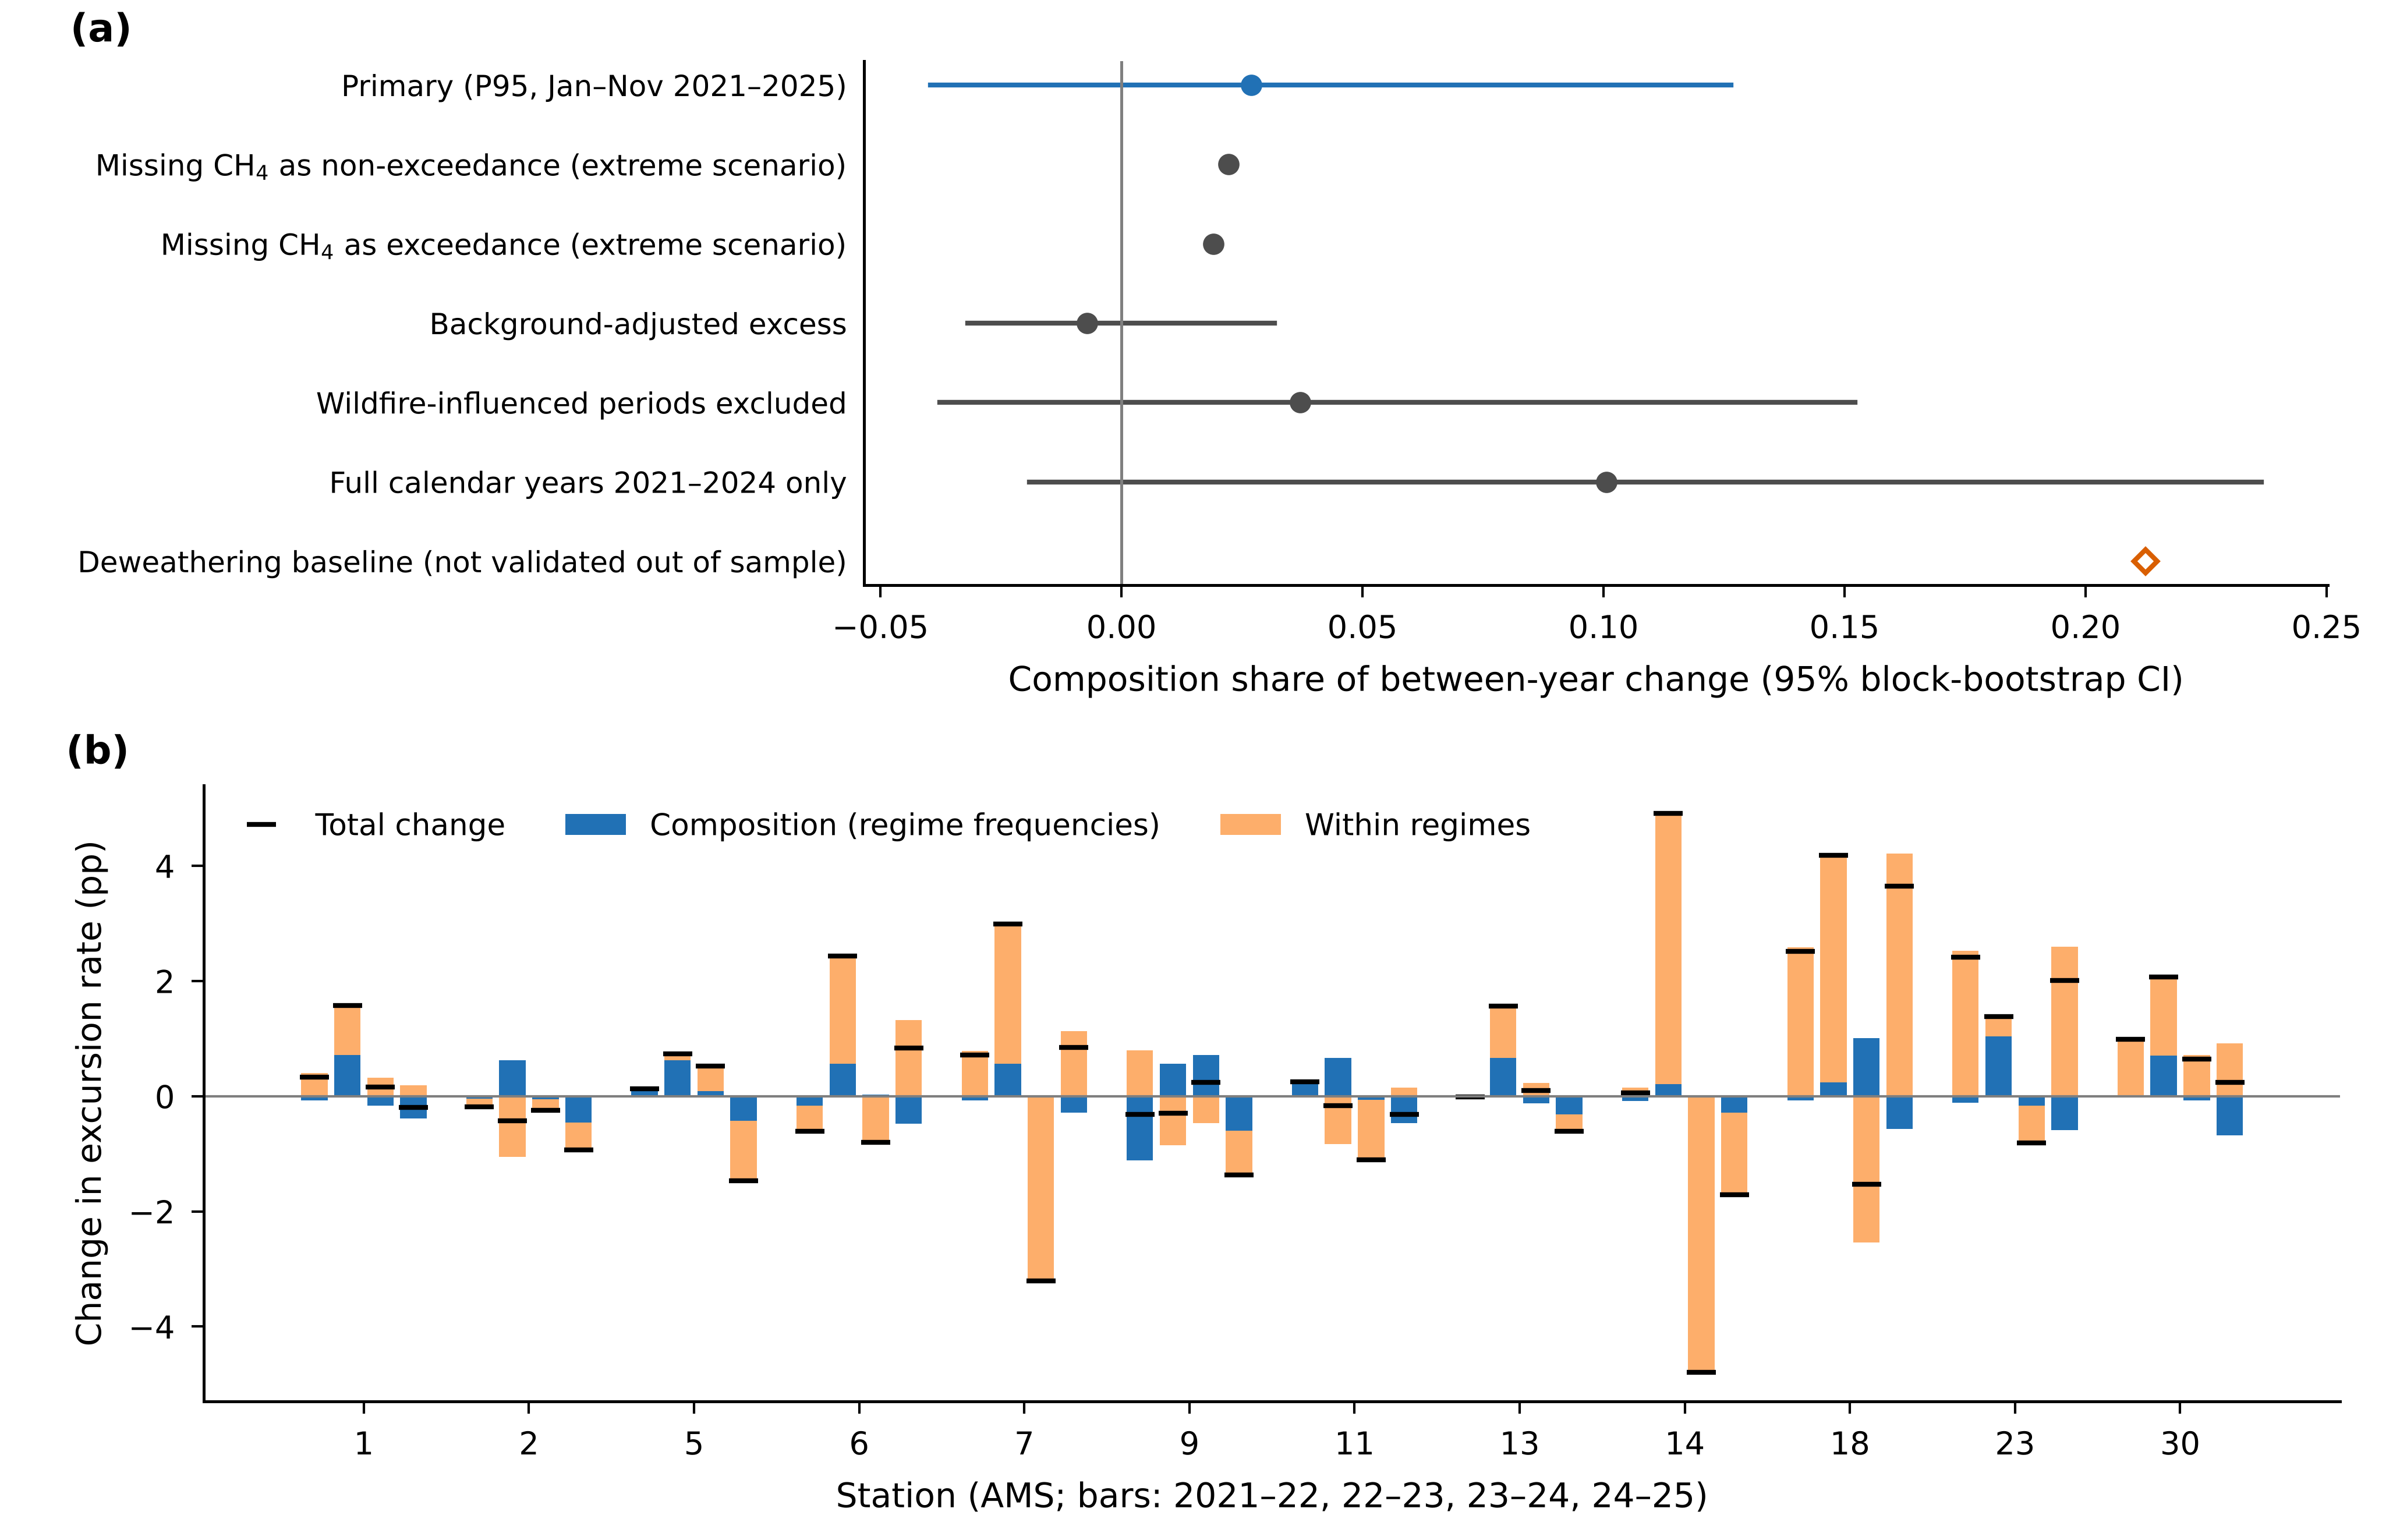 (a)
Primary (P95, Jan–Nov 2021–2025)
Missing CH₄ as non-exceedance (extreme scenario)
Missing CH₄ as exceedance (extreme scenario)
Background-adjusted excess
Wildfire-influenced periods excluded
Full calendar years 2021–2024 only
Deweathering baseline (not validated out of sample)
−0.05 0.00 0.05 0.10 0.15 0.20 0.25
Composition share of between-year change (95% block-bootstrap CI)
(b)
Total change Composition (regime frequencies) Within regimes
Change in excursion rate (pp)
4
2
0
−2
−4
1 2 5 6 7 9 11 13 14 18 23 30
Station (AMS; bars: 2021–22, 22–23, 23–24, 24–25)